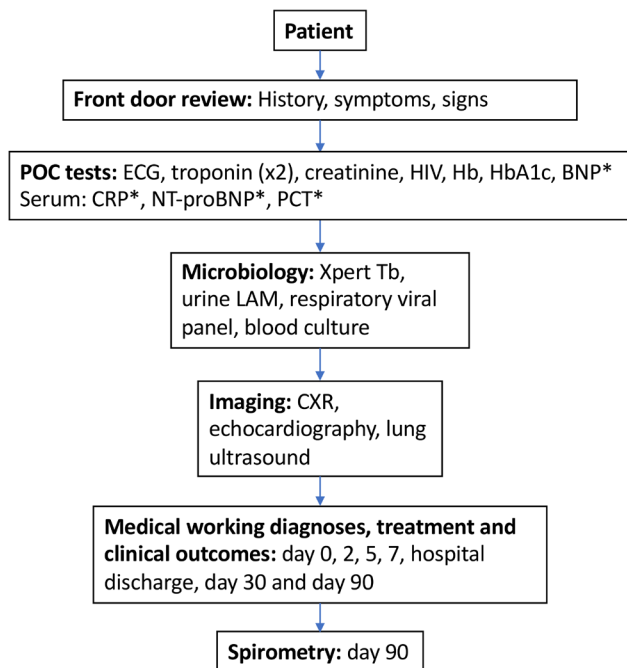 Patient
Front door review: History, symptoms, signs
POC tests: ECG, troponin (x2), creatinine, HIV, Hb, HbA1c, BNP*
Serum: CRP*, NT-proBNP*, PCT*
Microbiology: Xpert Tb,
urine LAM, respiratory viral
panel, blood culture
Imaging: CXR,
echocardiography, lung
ultrasound
Medical working diagnoses, treatment and
clinical outcomes: day 0, 2, 5, 7, hospital
discharge, day 30 and day 90
Spirometry: day 90